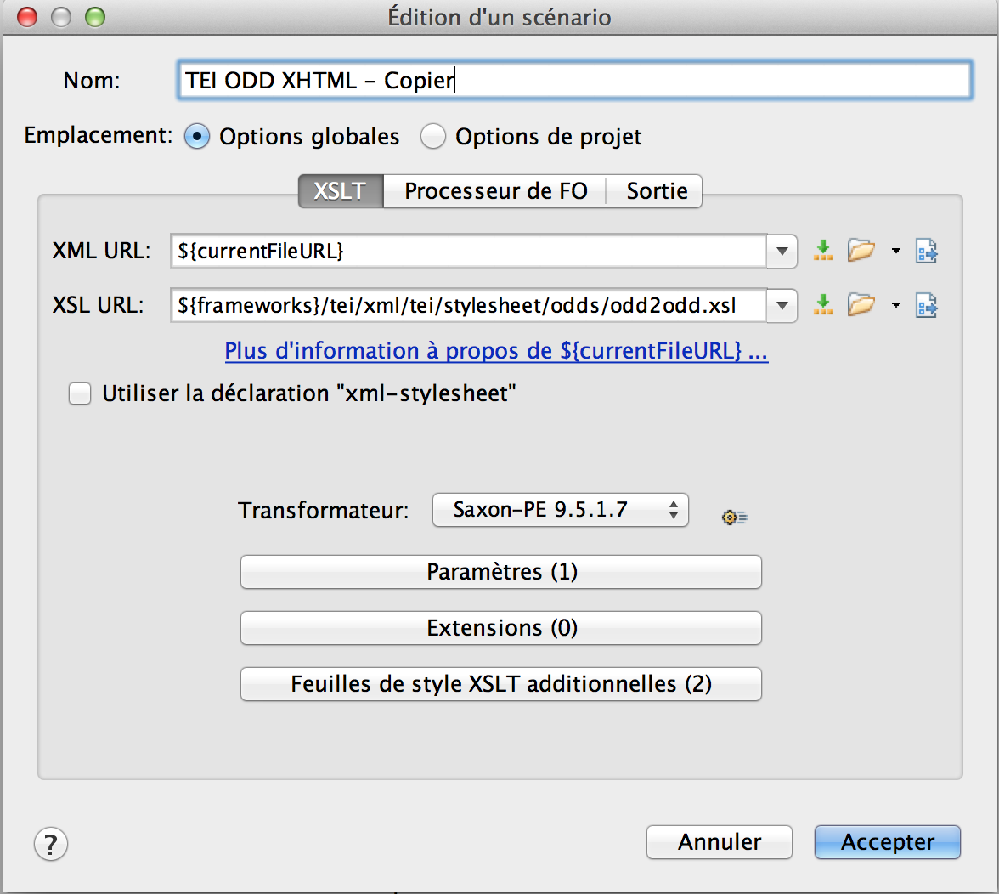 Édition d'un scénario
Nom: TEI ODD XHTML - Copier
Emplacement: Options globales Options de projet
XSLT Processeur de FO Sortie
XML URL: ${currentFileURL}
XSL URL: ${frameworks}/tei/xml/tei/stylesheet/odds/odd2odd.xsl
Plus d'information à propos de ${currentFileURL} ...
Utiliser la déclaration "xml-stylesheet"
Transformateur: Saxon-PE 9.5.1.7
Paramètres (1)
Extensions (0)
Feuilles de style XSLT additionnelles (2)
? Annuler Accepter